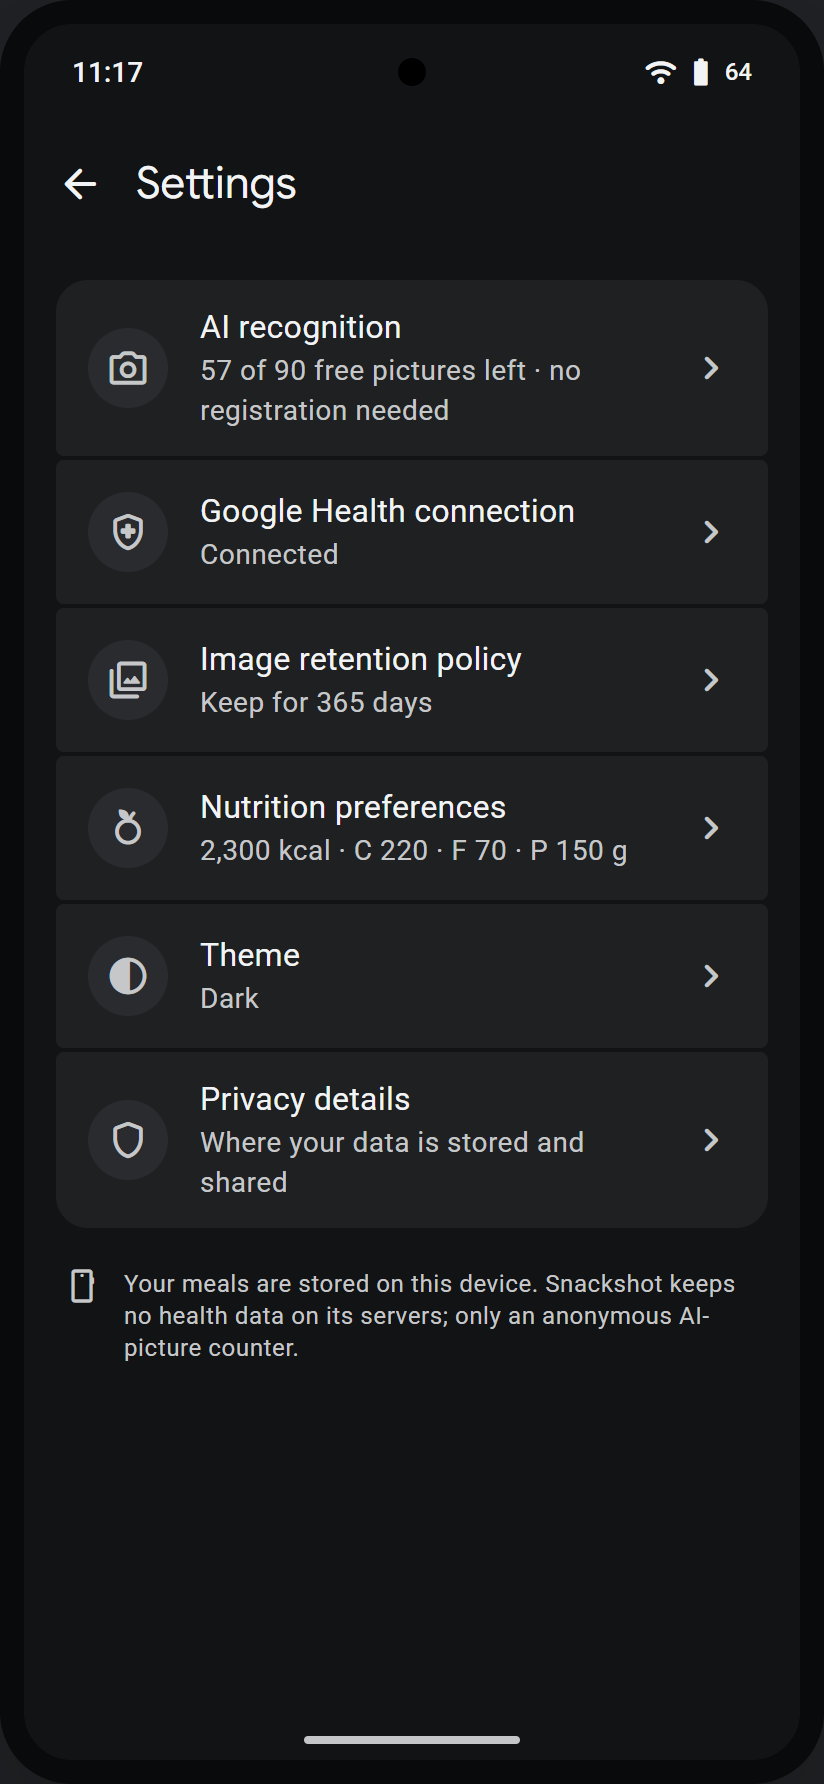 11:17
64
Settings
AI recognition
57 of 90 free pictures left · no
registration needed
Google Health connection
Connected
Image retention policy
Keep for 365 days
Nutrition preferences
2,300 kcal · C 220 · F 70 · P 150 g
Theme
Dark
Privacy details
Where your data is stored and
shared
Your meals are stored on this device. Snackshot keeps
no health data on its servers; only an anonymous AI-
picture counter.